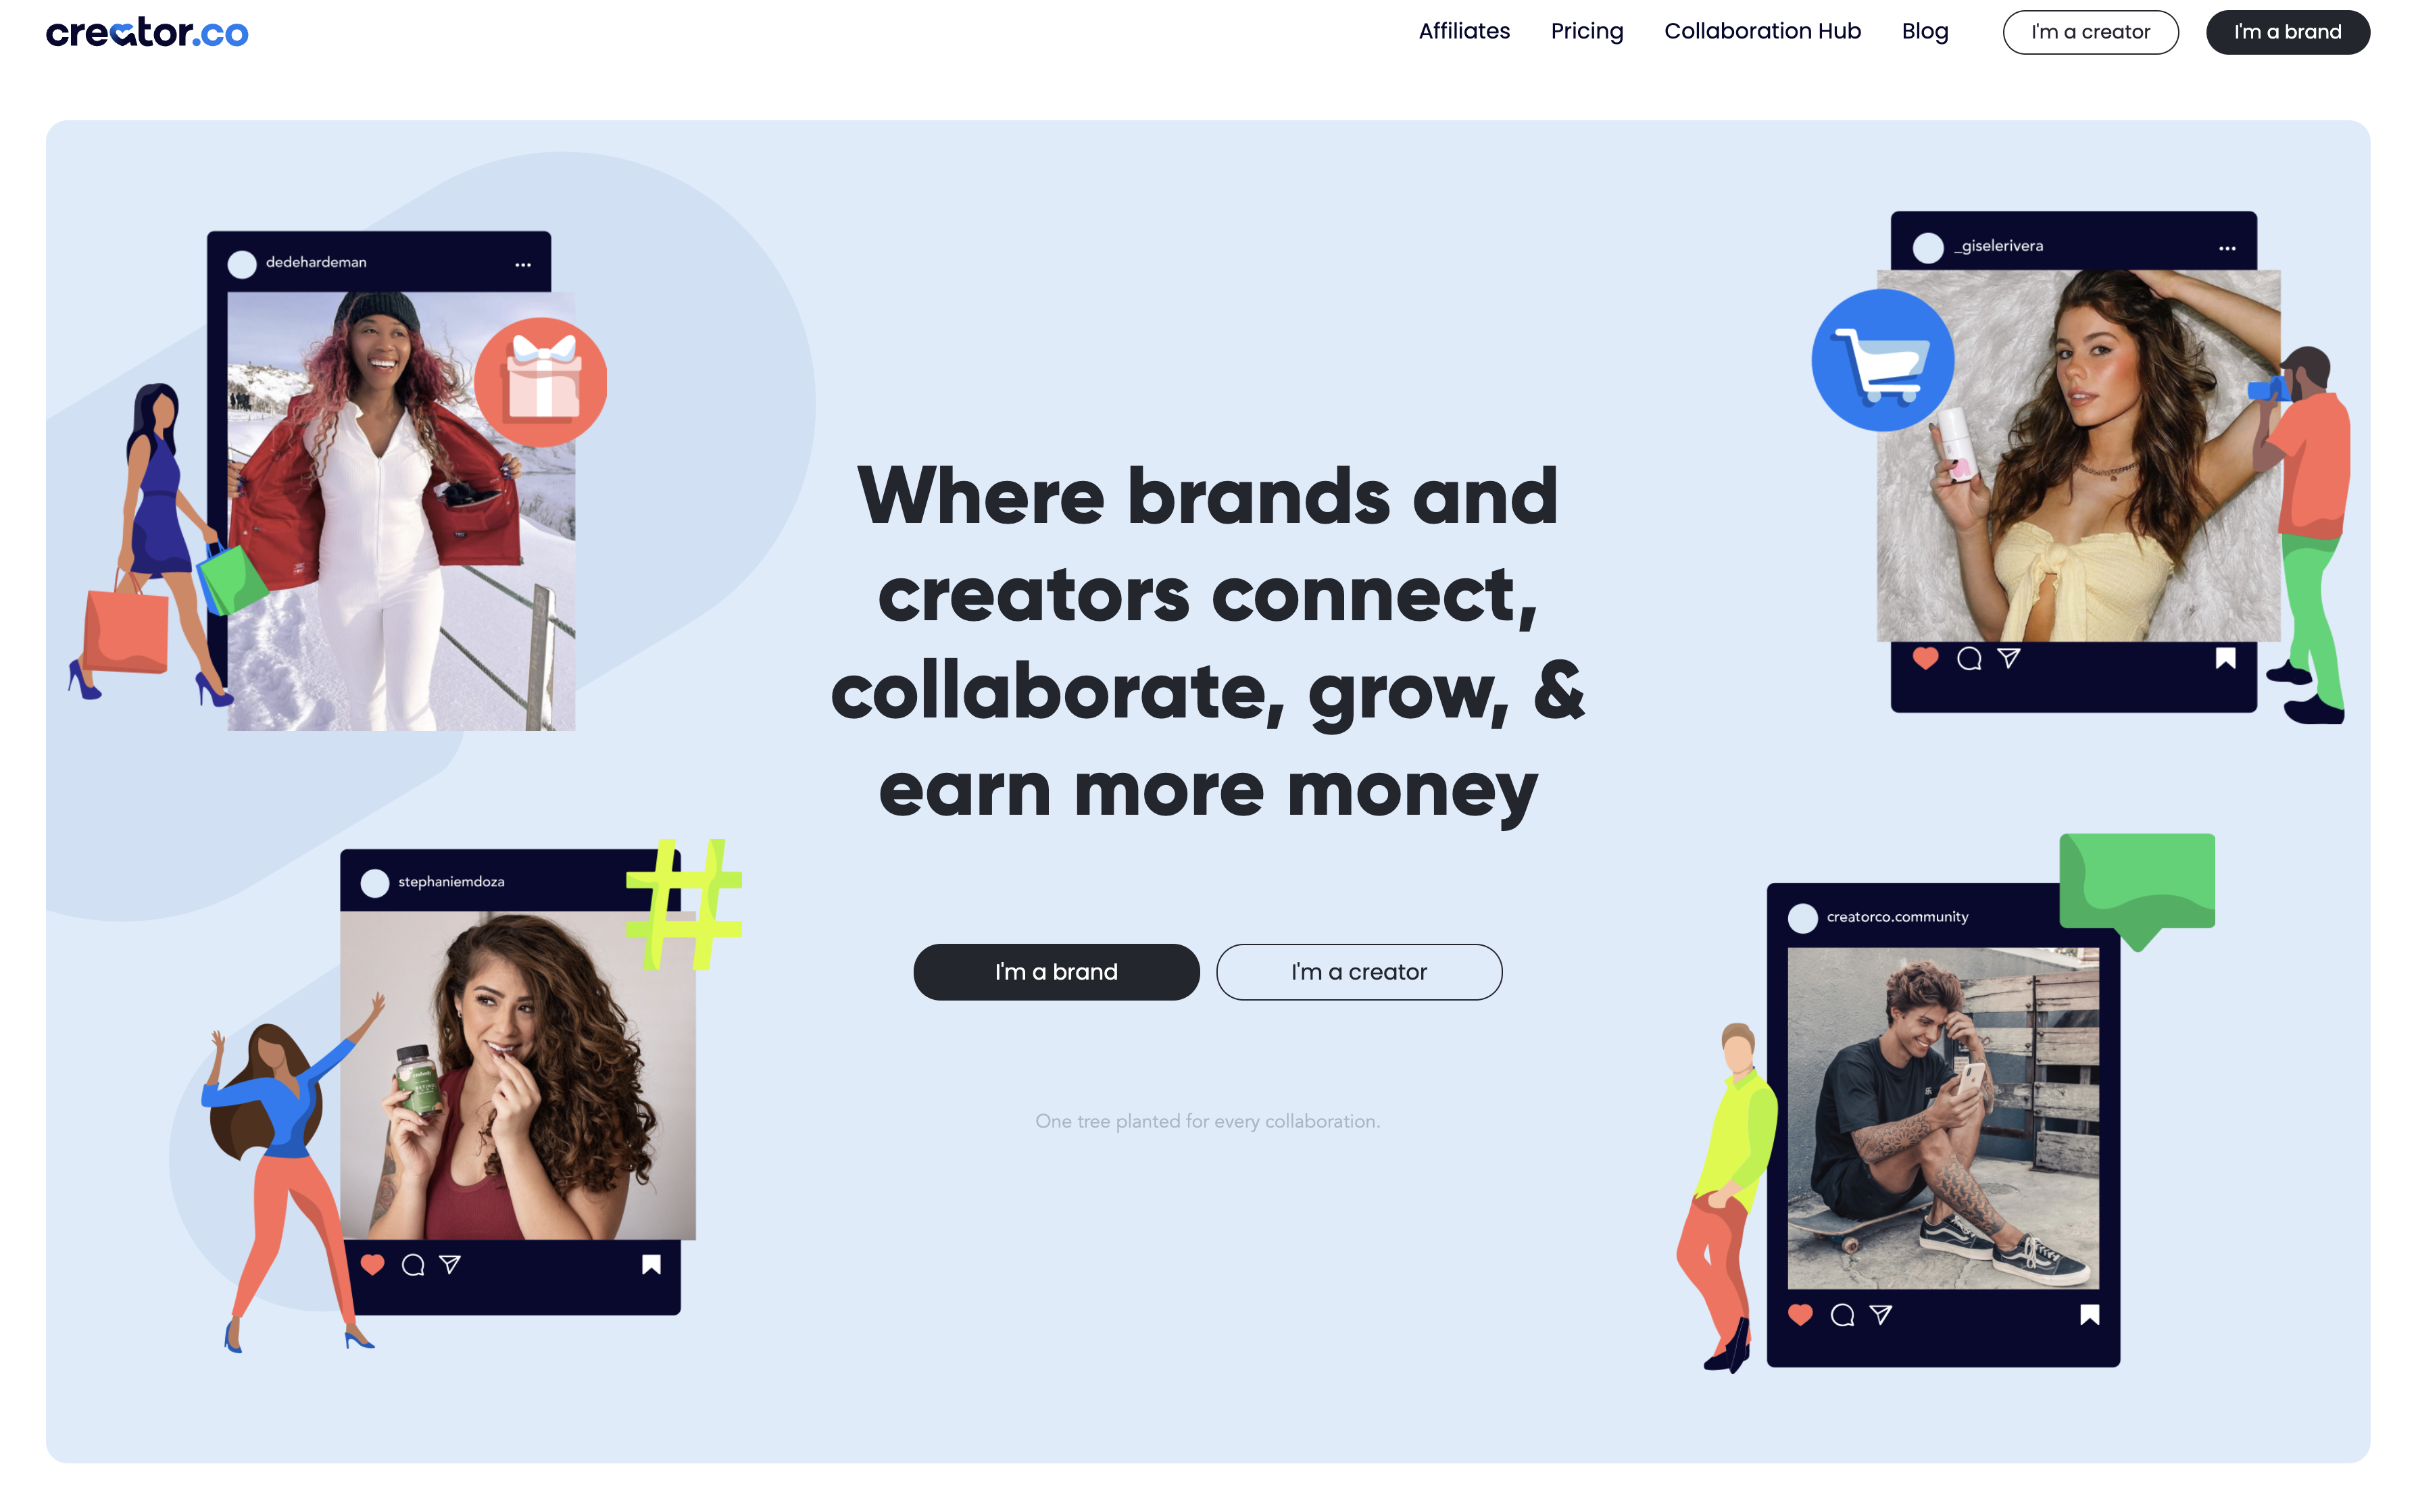 creator.co
Affiliates
Pricing
Collaboration Hub
Blog
I'm a creator
I'm a brand
dedehardeman
_giselerivera
Where brands and
creators connect,
collaborate, grow, &
earn more money
stephaniemdoza
creatorco.community
I'm a brand
I'm a creator
One tree planted for every collaboration.